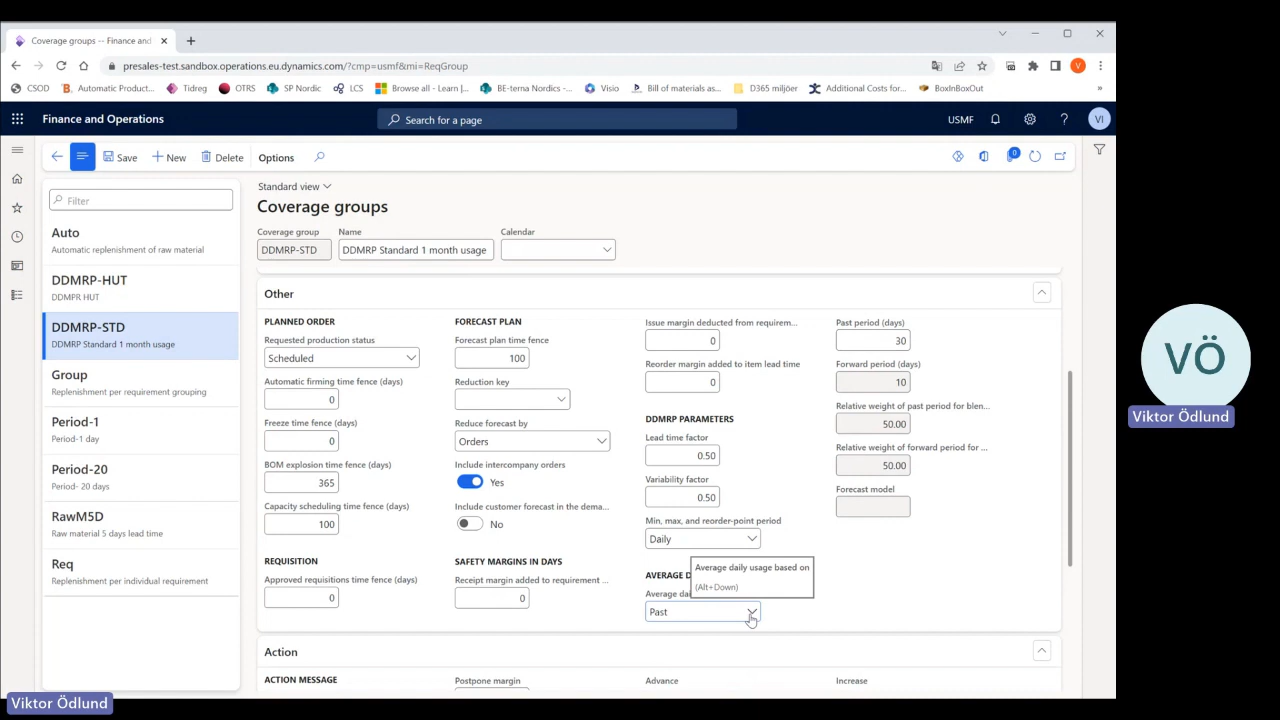 Coverage groups -- Finance and
presales-test.sandbox.operations.eu.dynamics.com/?cmp=usmf&mi=ReqGroup
V
CSOD
Automatic Product...
Tidreg
OTRS
SP Nordic
LCS
Browse all - Learn |...
BE-terna Nordics -...
Visio
Bill of materials as...
D365 miljöer
Additional Costs for...
BoxInBoxOut
»
Finance and Operations
Search for a page
USMF
VI
Save
New
Delete
Options
0
Filter
Auto
Automatic replenishment of raw material
DDMRP-HUT
DDMPR HUT
DDMRP-STD
DDMRP Standard 1 month usage
Group
Replenishment per requirement grouping
Period-1
Period-1 day
Period-20
Period- 20 days
RawM5D
Raw material 5 days lead time
Req
Replenishment per individual requirement
Standard view
Coverage groups
Coverage group
Name
Calendar
DDMRP-STD
DDMRP Standard 1 month usage
Other
PLANNED ORDER
Requested production status
Scheduled
Automatic firming time fence (days)
0
Freeze time fence (days)
0
BOM explosion time fence (days)
365
Capacity scheduling time fence (days)
100
REQUISITION
Approved requisitions time fence (days)
0
FORECAST PLAN
Forecast plan time fence
100
Reduction key
Reduce forecast by
Orders
Include intercompany orders
Yes
Include customer forecast in the dema...
No
SAFETY MARGINS IN DAYS
Receipt margin added to requirement ...
0
Issue margin deducted from requirem...
0
Reorder margin added to item lead time
0
DDMRP PARAMETERS
Lead time factor
0.50
Variability factor
0.50
Min, max, and reorder-point period
Daily
AVERAGE D
Average dai
Past
Average daily usage based on
(Alt+Down)
Past period (days)
30
Forward period (days)
10
Relative weight of past period for blen...
50.00
Relative weight of forward period for ...
50.00
Forecast model
Action
ACTION MESSAGE
Postpone margin
Advance
Increase
VÖ
Viktor Ödlund
Viktor Ödlund